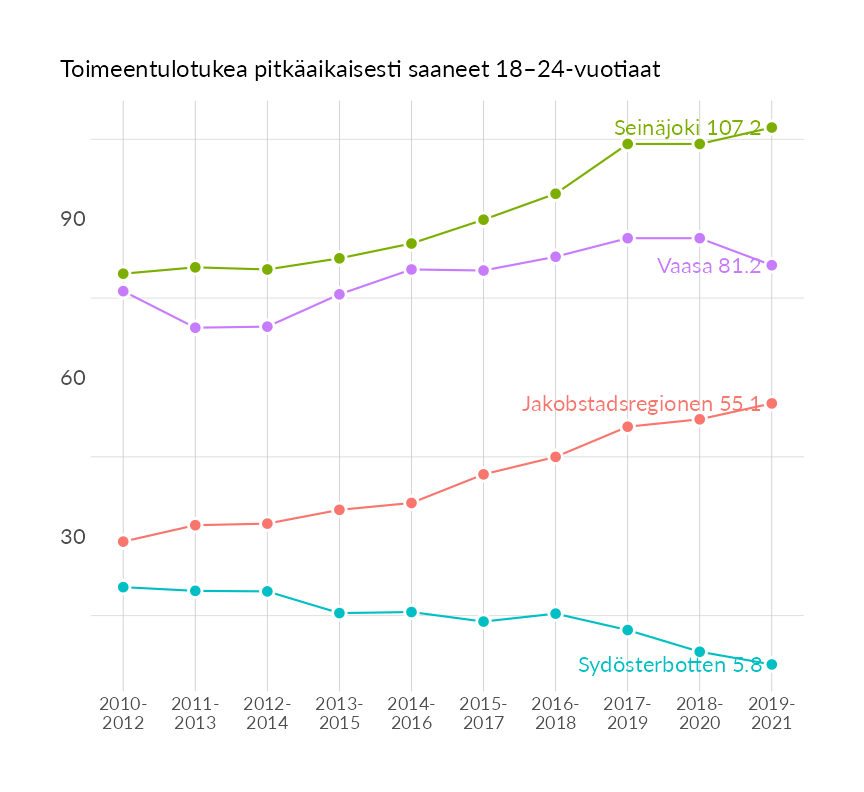 Toimeentulotukea pitkäaikaisesti saaneet 18–24-vuotiaat
Seinäjoki 107.2
90
Vaasa 81.2
60
Jakobstadsregionen 55.1
30
Sydösterbotten 5.8
2010- 2011- 2012- 2013- 2014- 2015- 2016- 2017- 2018- 2019-
2012 2013 2014 2015 2016 2017 2018 2019 2020 2021